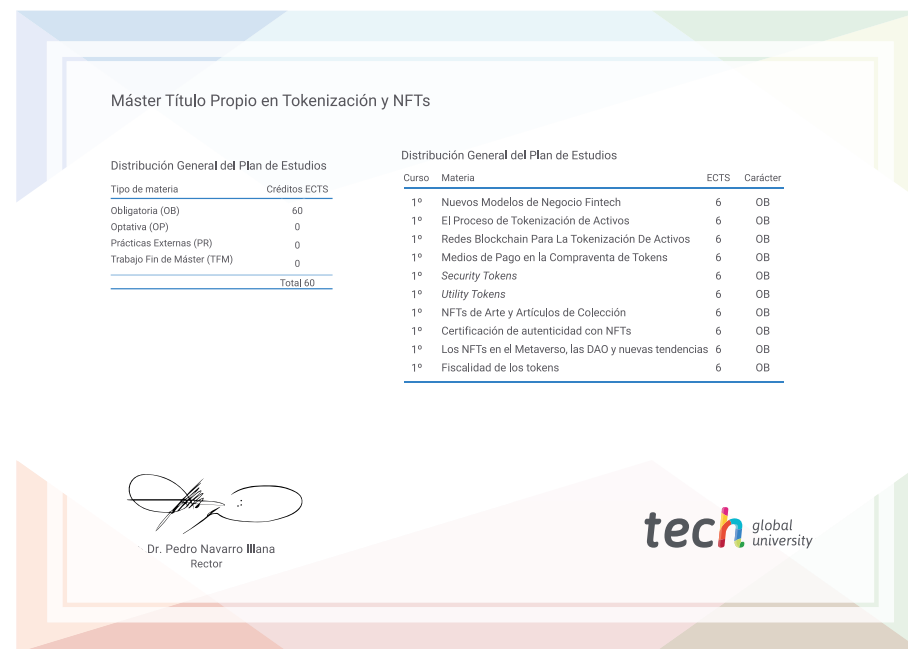 Máster Título Propio en Tokenización y NFTs
Distribución General del Plan de Estudios
Tipo de materia Créditos ECTS
Obligatoria (OB) 60
Optativa (OP) 0
Prácticas Externas (PR) 0
Trabajo Fin de Máster (TFM) 0
Total 60
Distribución General del Plan de Estudios
Curso Materia ECTS Carácter
1º Nuevos Modelos de Negocio Fintech 6 OB
1º El Proceso de Tokenización de Activos 6 OB
1º Redes Blockchain Para La Tokenización De Activos 6 OB
1º Medios de Pago en la Compraventa de Tokens 6 OB
1º Security Tokens 6 OB
1º Utility Tokens 6 OB
1º NFTs de Arte y Artículos de Colección 6 OB
1º Certificación de autenticidad con NFTs 6 OB
1º Los NFTs en el Metaverso, las DAO y nuevas tendencias 6 OB
1º Fiscalidad de los tokens 6 OB
Dr. Pedro Navarro Illana
Rector
tech global
university